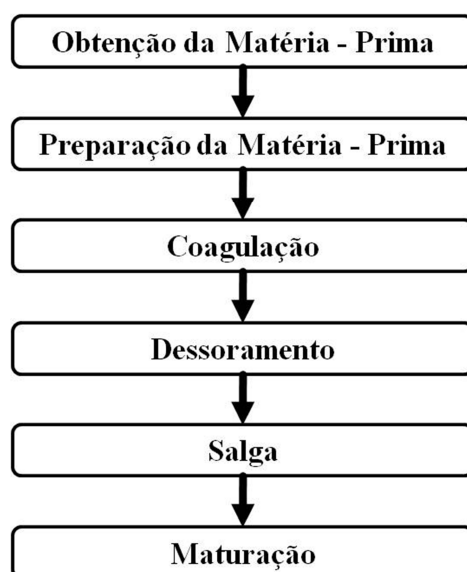 Obtenção da Matéria - Prima
Preparação da Matéria - Prima
Coagulação
Dessoramento
Salga
Maturação